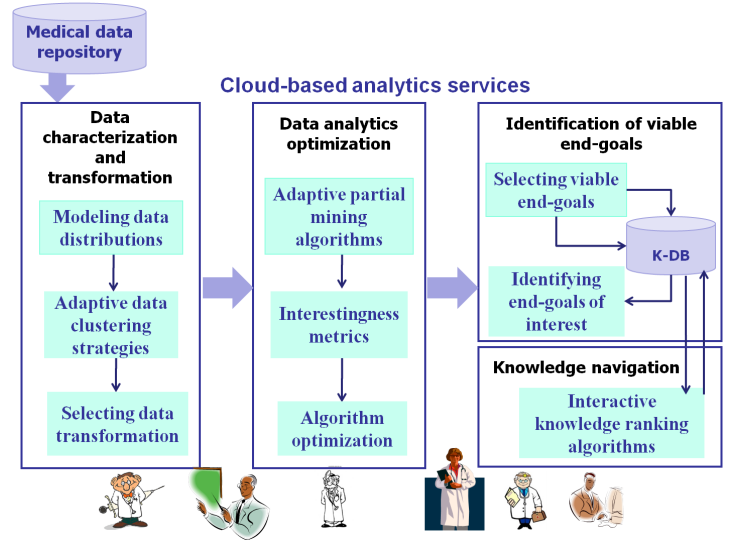 Medical data
repository
Cloud-based analytics services
Data
characterization
and
transformation
Modeling data
distributions
Adaptive data
clustering
strategies
Selecting data
transformation
Data analytics
optimization
Adaptive partial
mining
algorithms
Interestingness
metrics
Algorithm
optimization
Identification of viable
end-goals
Selecting viable
end-goals
K-DB
Identifying
end-goals of
interest
Knowledge navigation
Interactive
knowledge ranking
algorithms